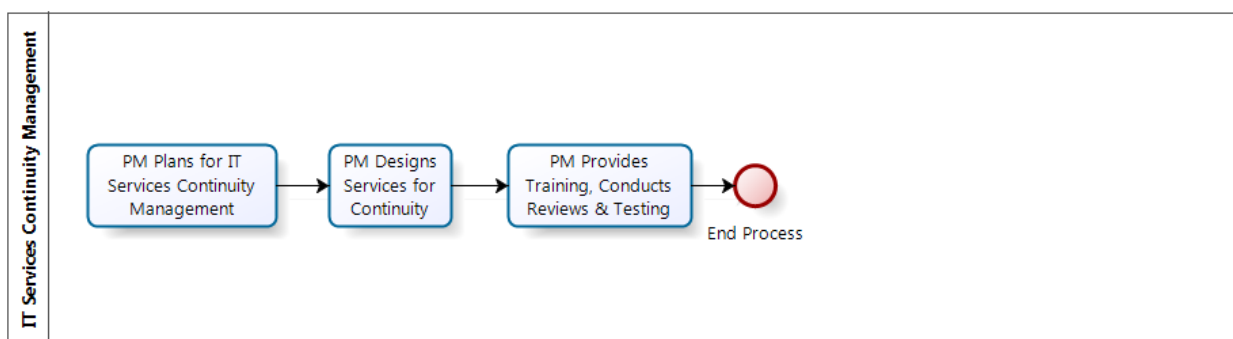 IT Services Continuity Management
PM Plans for IT
Services Continuity
Management
PM Designs
Services for
Continuity
PM Provides
Training, Conducts
Reviews & Testing
End Process